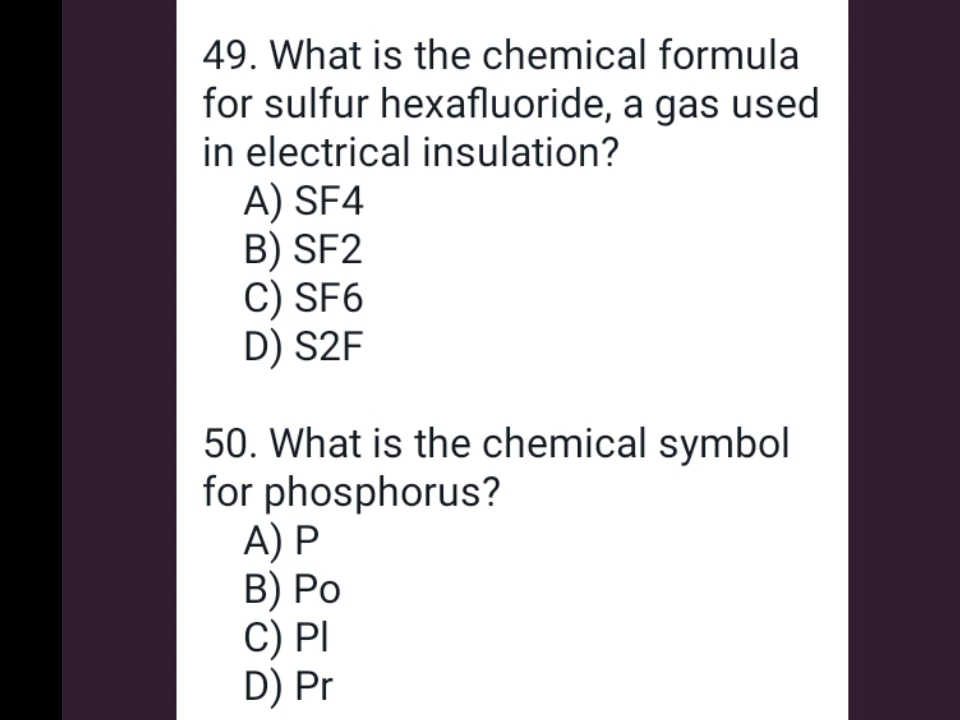 49. What is the chemical formula
for sulfur hexafluoride, a gas used
in electrical insulation?
A) SF4
B) SF2
C) SF6
D) S2F
50. What is the chemical symbol
for phosphorus?
A) P
B) Po
C) Pl
D) Pr